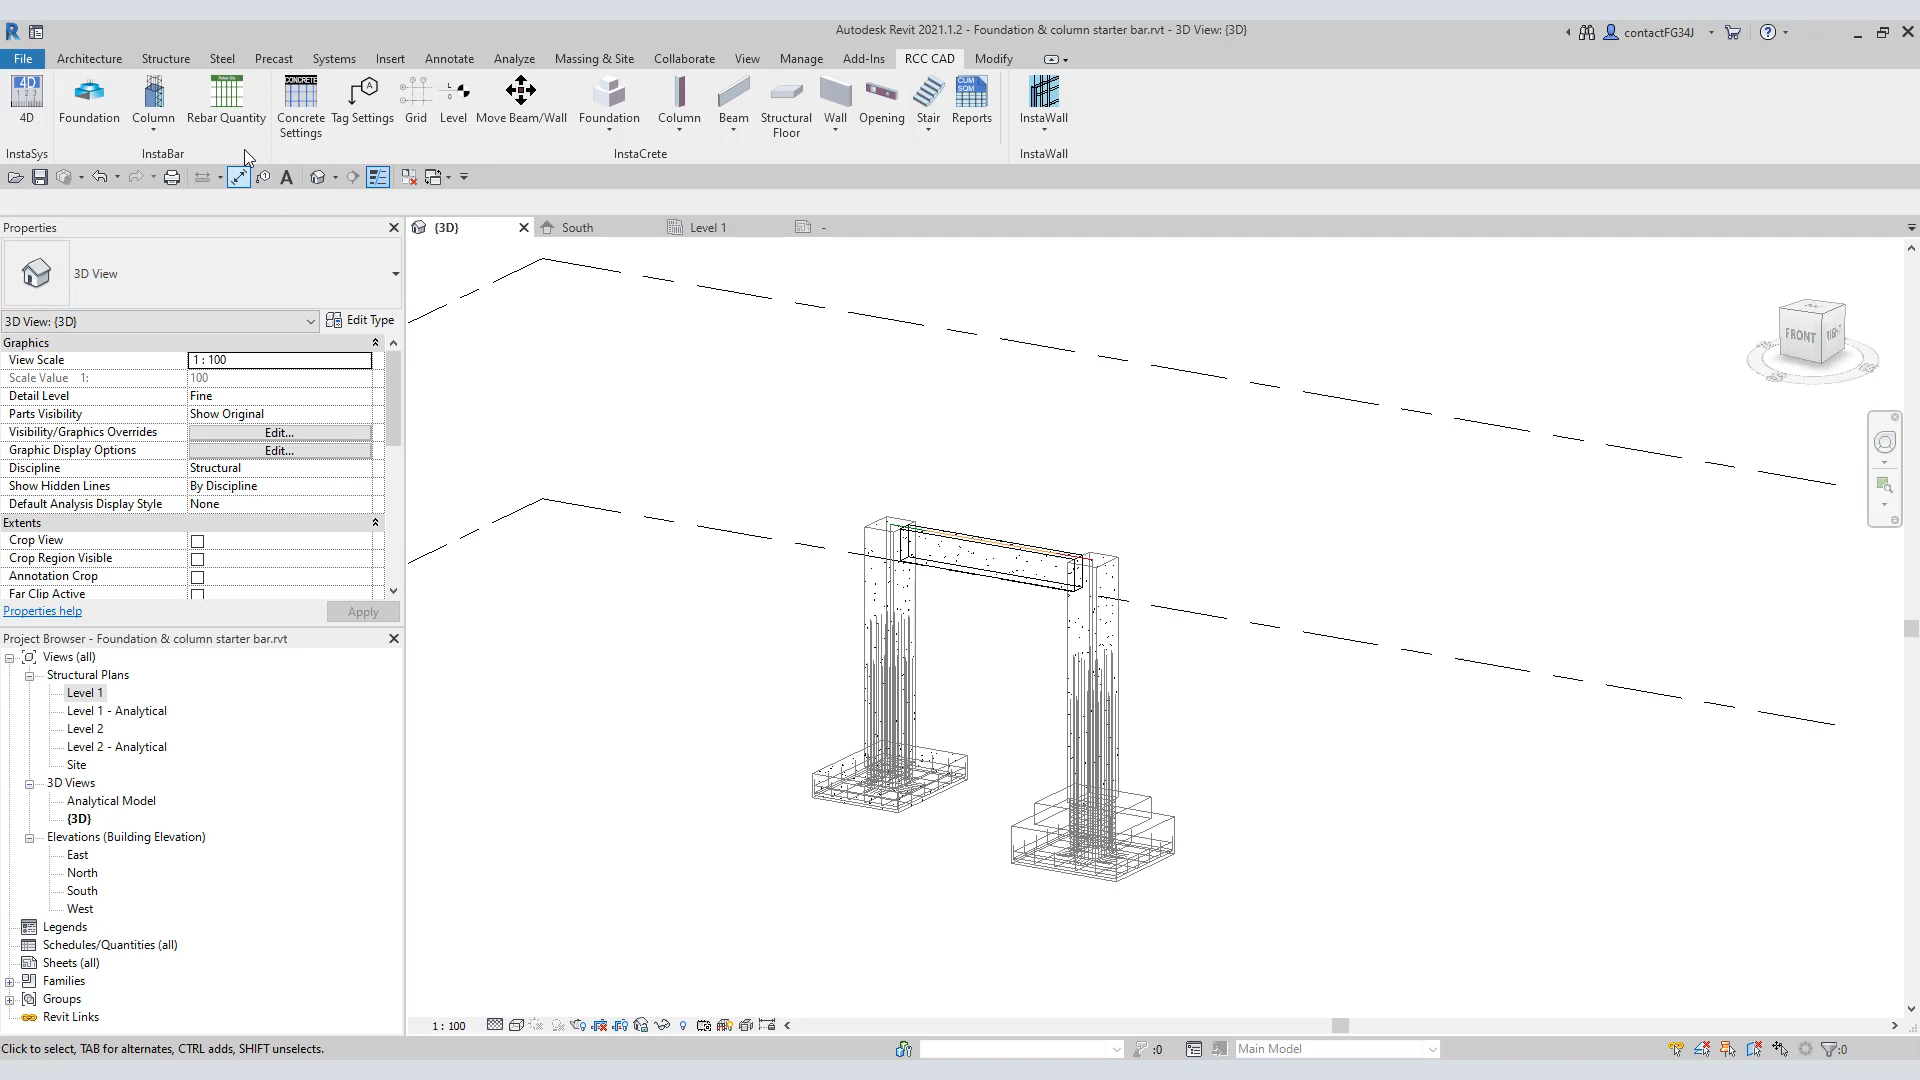 Autodesk Revit 2021.1.2 - Foundation & column starter bar.rvt - 3D View: {3D}
contactFG34J
File Architecture Structure Steel Precast Systems Insert Annotate Analyze Massing & Site Collaborate View Manage Add-Ins RCC CAD Modify
4D Foundation Column Rebar Quantity Concrete Settings Tag Settings Grid Level Move Beam/Wall Foundation Column Beam Structural Floor Wall Opening Stair Reports InstaWall
InstaSys InstaBar InstaCrete InstaWall
Properties
{3D} South Level 1 -
3D View
3D View: {3D} Edit Type
Graphics
View Scale 1 : 100
Scale Value 1: 100
Detail Level Fine
Parts Visibility Show Original
Visibility/Graphics Overrides Edit...
Graphic Display Options Edit...
Discipline Structural
Show Hidden Lines By Discipline
Default Analysis Display Style None
Extents
Crop View
Crop Region Visible
Annotation Crop
Far Clip Active
Properties help Apply
FRONT
Project Browser - Foundation & column starter bar.rvt
Views (all)
Structural Plans
Level 1
Level 1 - Analytical
Level 2
Level 2 - Analytical
Site
3D Views
Analytical Model
{3D}
Elevations (Building Elevation)
East
North
South
West
Legends
Schedules/Quantities (all)
Sheets (all)
Families
Groups
Revit Links
1 : 100
Click to select, TAB for alternates, CTRL adds, SHIFT unselects.
:0
Main Model
:0